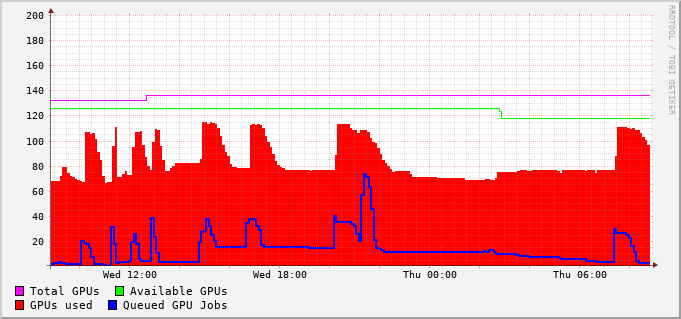 200
180
160
140
120
100
80
60
40
20
Wed 12:00 Wed 18:00 Thu 00:00 Thu 06:00
Total GPUs Available GPUs
GPUs used Queued GPU Jobs
RRDTOOL / TOBI OETIKER